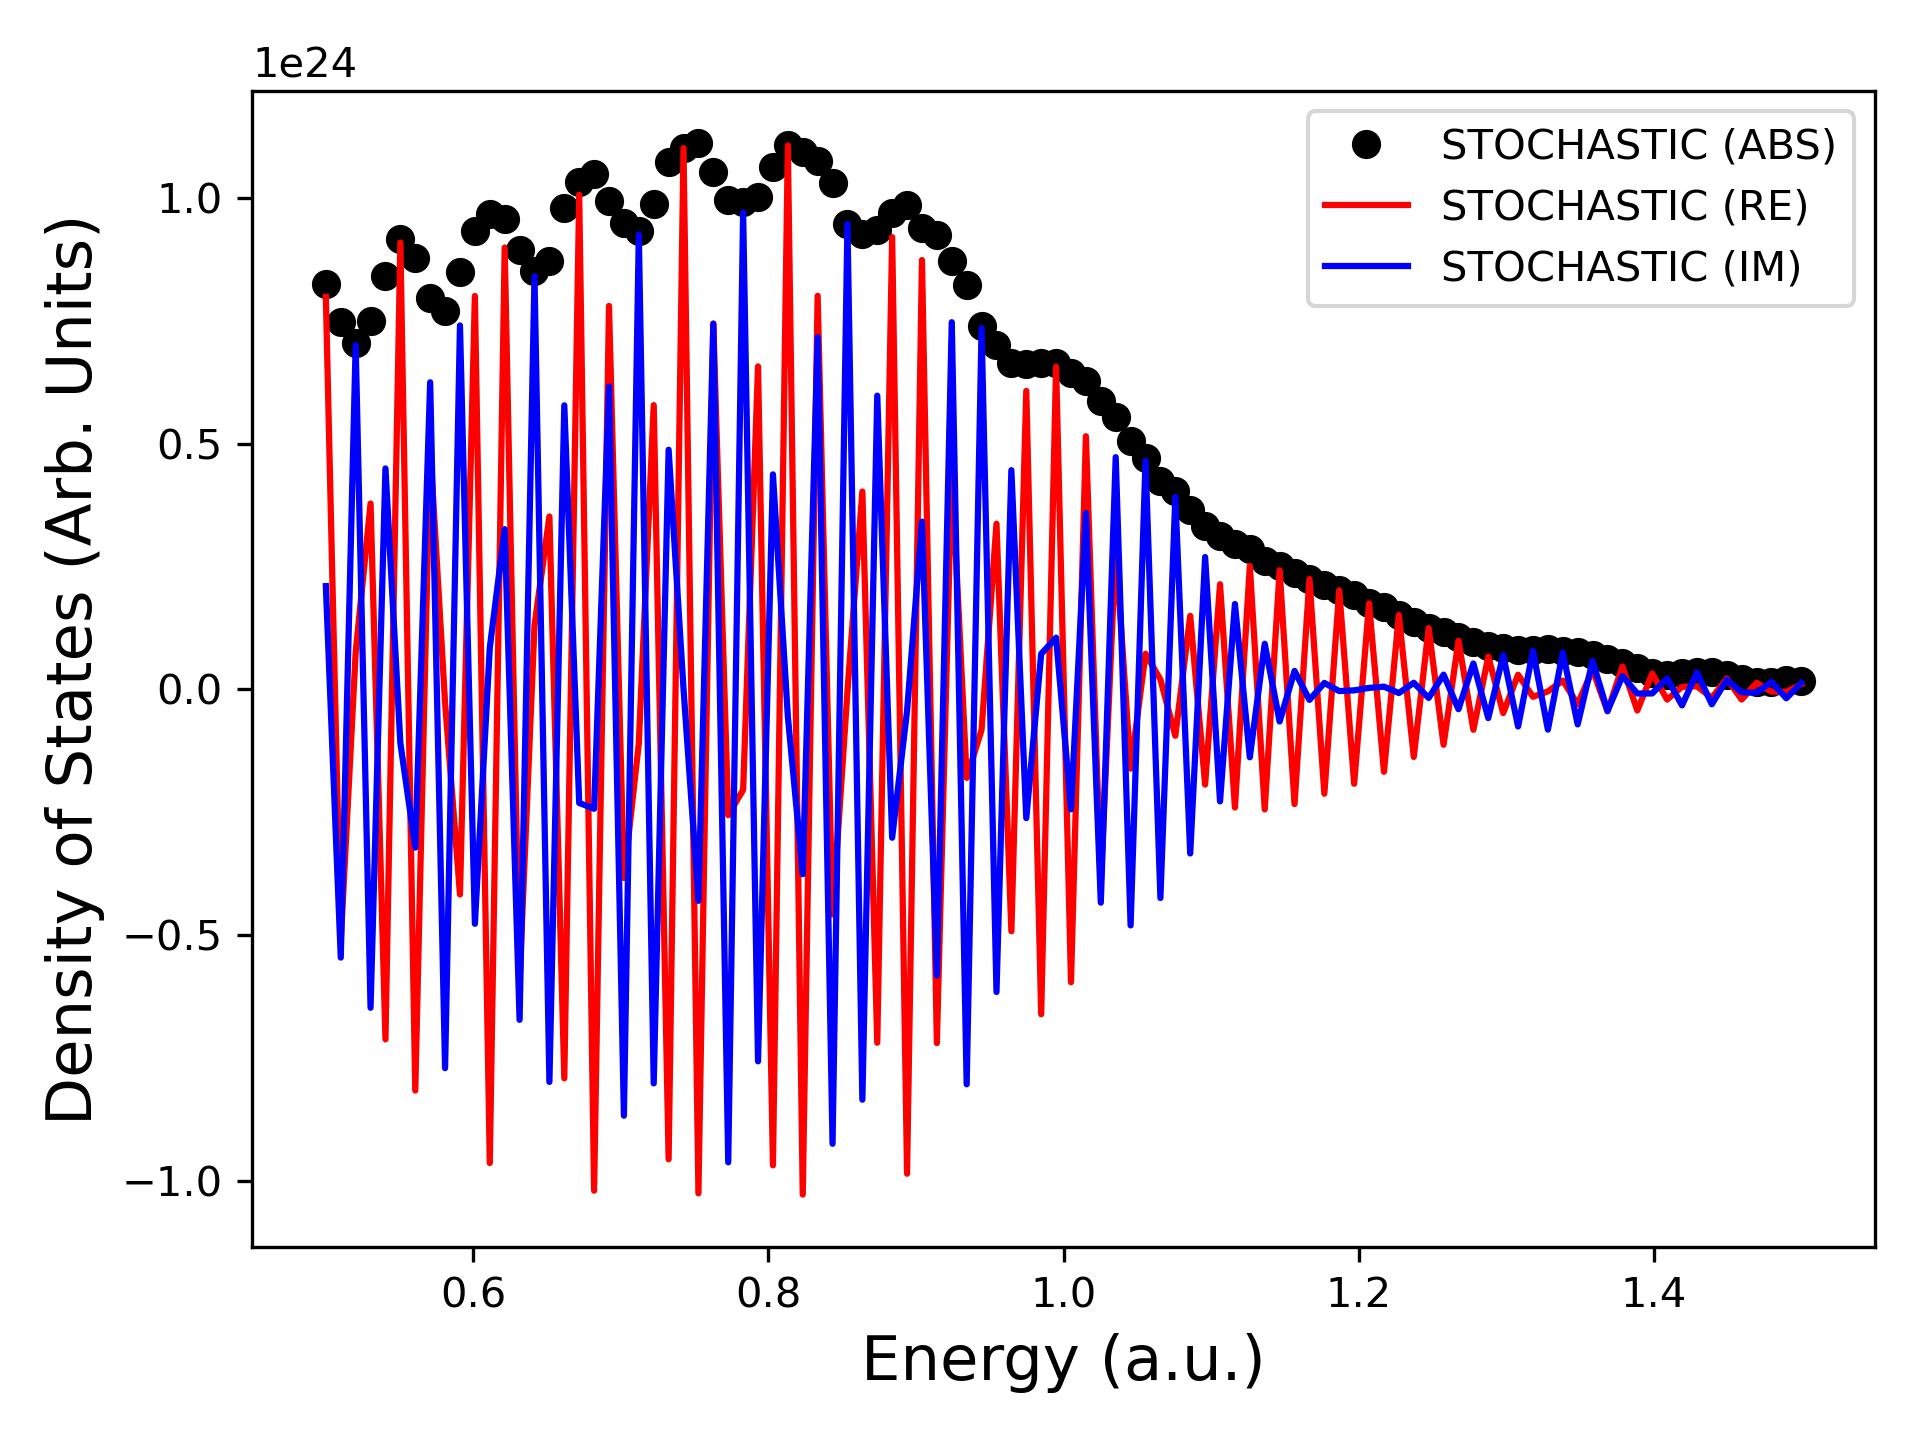 1e24
STOCHASTIC (ABS)
STOCHASTIC (RE)
STOCHASTIC (IM)
Density of States (Arb. Units)
1.0
0.5
0.0
−0.5
−1.0
0.6 0.8 1.0 1.2 1.4
Energy (a.u.)